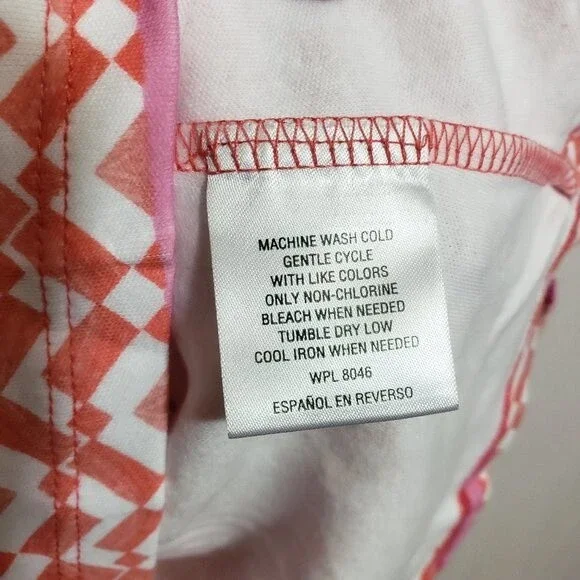 MACHINE WASH COLD
GENTLE CYCLE
WITH LIKE COLORS
ONLY NON-CHLORINE
BLEACH WHEN NEEDED
TUMBLE DRY LOW
COOL IRON WHEN NEEDED
WPL 8046
ESPAÑOL EN REVERSO